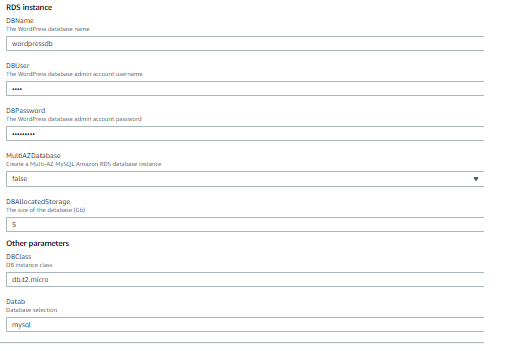 RDS instance
DBName
The WordPress database name
wordpressdb
DBUser
The WordPress database admin account username
••••
DBPassword
The WordPress database admin account password
•••••••••
MultiAZDatabase
Create a Multi-AZ MySQL Amazon RDS database instance
false
DBAllocatedStorage
The size of the database (Gb)
5
Other parameters
DBClass
DB instance class
db.t2.micro
Datab
Database selection
mysql